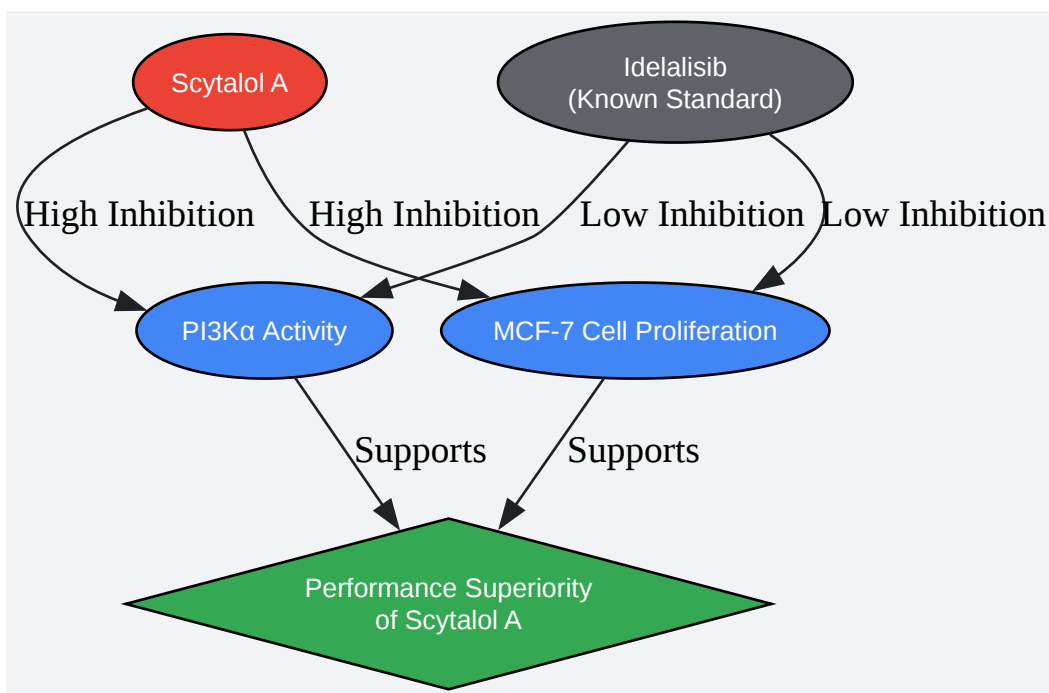 Scytalol A
Idelalisib
(Known Standard)
High Inhibition
High Inhibition
Low Inhibition
Low Inhibition
PI3Kα Activity
MCF-7 Cell Proliferation
Supports
Supports
Performance Superiority
of Scytalol A